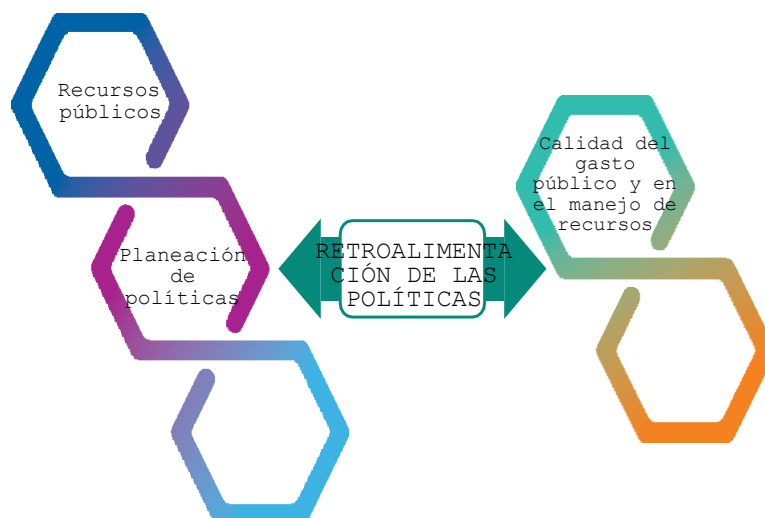 Recursos
públicos
Planeación
de
políticas
RETROALIMENTA
CIÓN DE LAS
POLÍTICAS
Calidad del
gasto
público y en
el manejo de
recursos